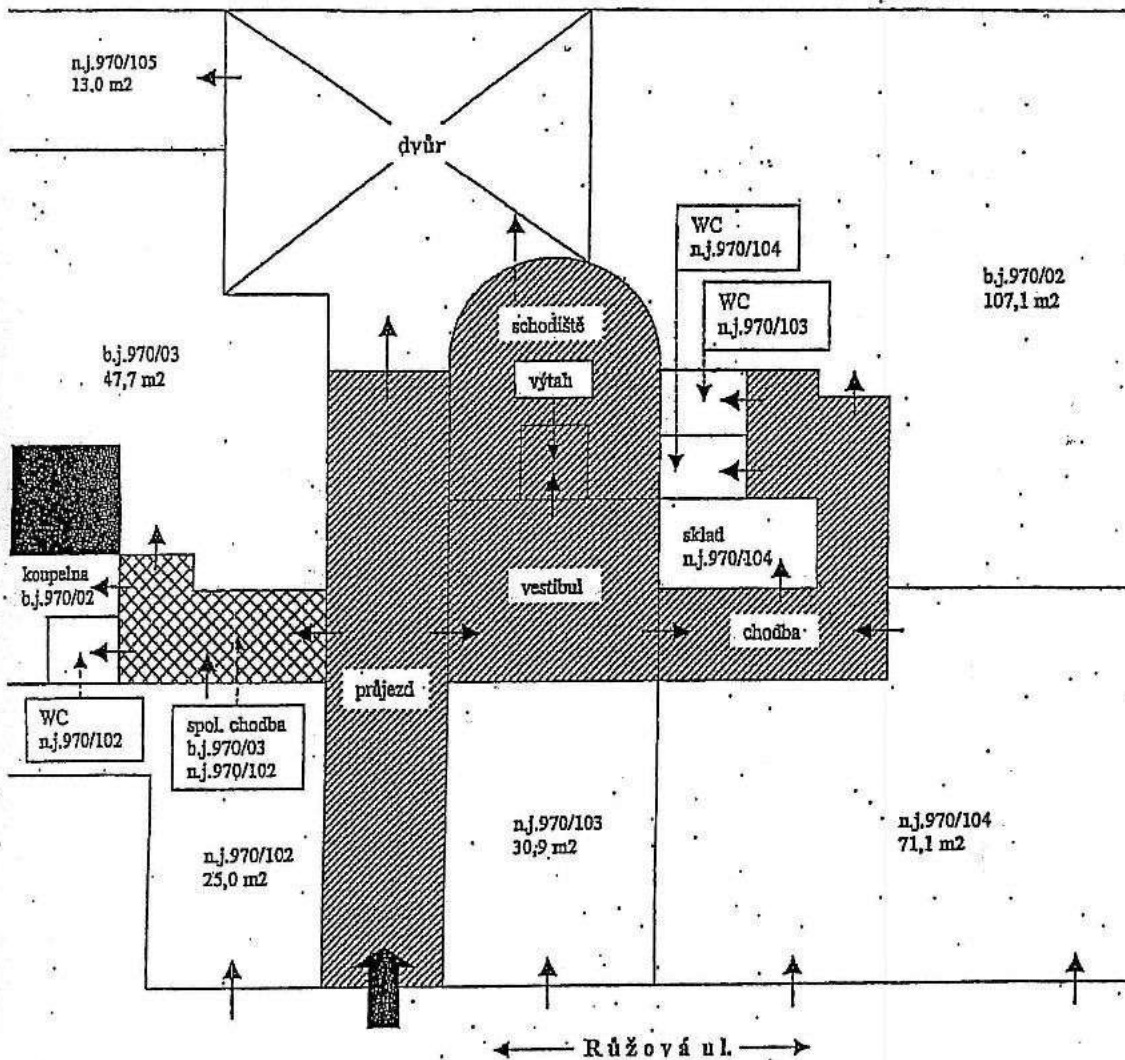 n.j.970/105
13,0 m2
dvůr
WC
n.j.970/104
WC
n.j.970/103
b.j.970/02
107,1 m2
schodiště
b.j.970/03
47,7 m2
výtah
sklad
n.j.970/104
koupelna
b.j.970/02
vestibul
chodba
průjezd
WC
n.j.970/102
spol. chodba
b.j.970/03
n.j.970/102
n.j.970/102
25,0 m2
n.j.970/103
30,9 m2
n.j.970/104
71,1 m2
Růžová ul.